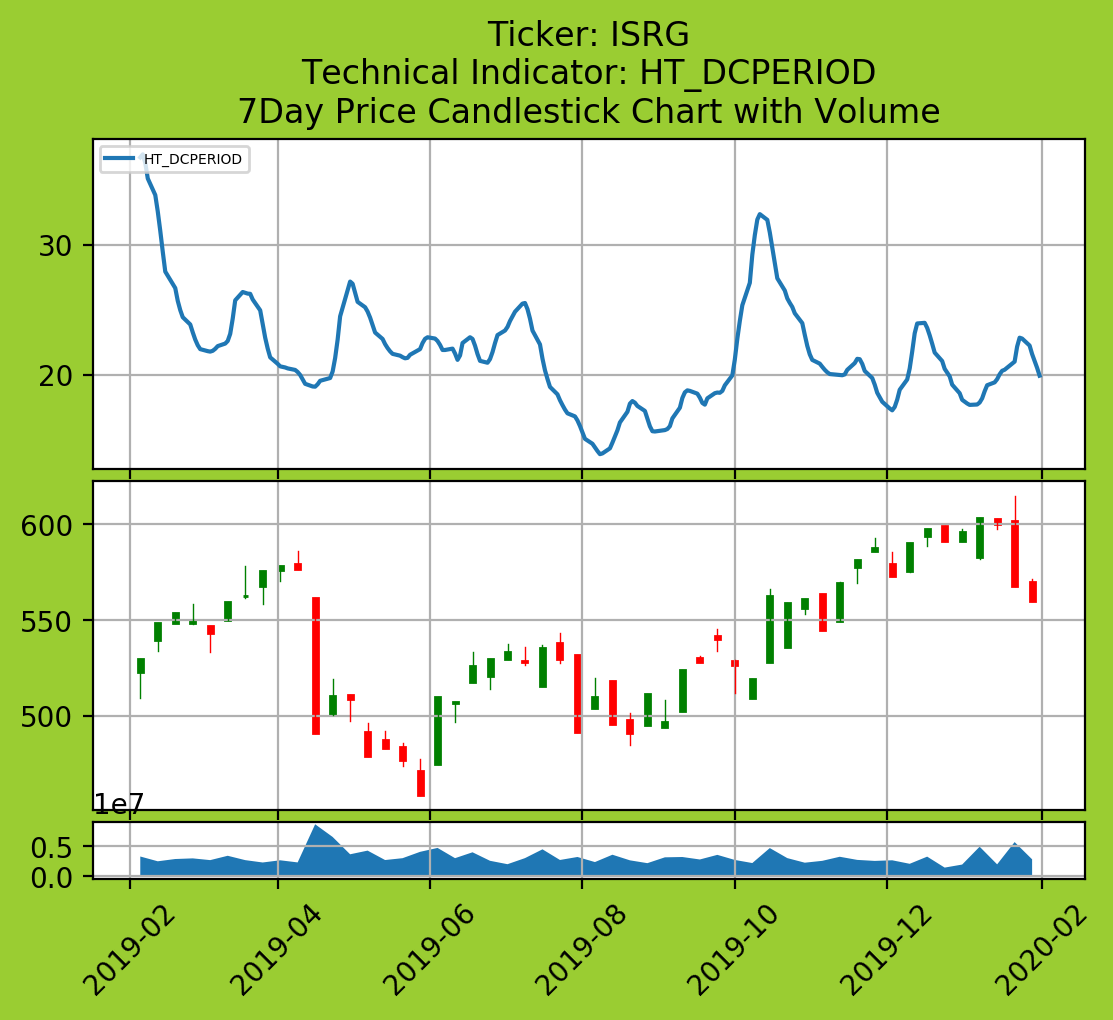 Ticker: ISRG
Technical Indicator: HT_DCPERIOD
7Day Price Candlestick Chart with Volume
HT_DCPERIOD
30
20
600
550
500
1e7
0.5
0.0
2019-02
2019-04
2019-06
2019-08
2019-10
2019-12
2020-02